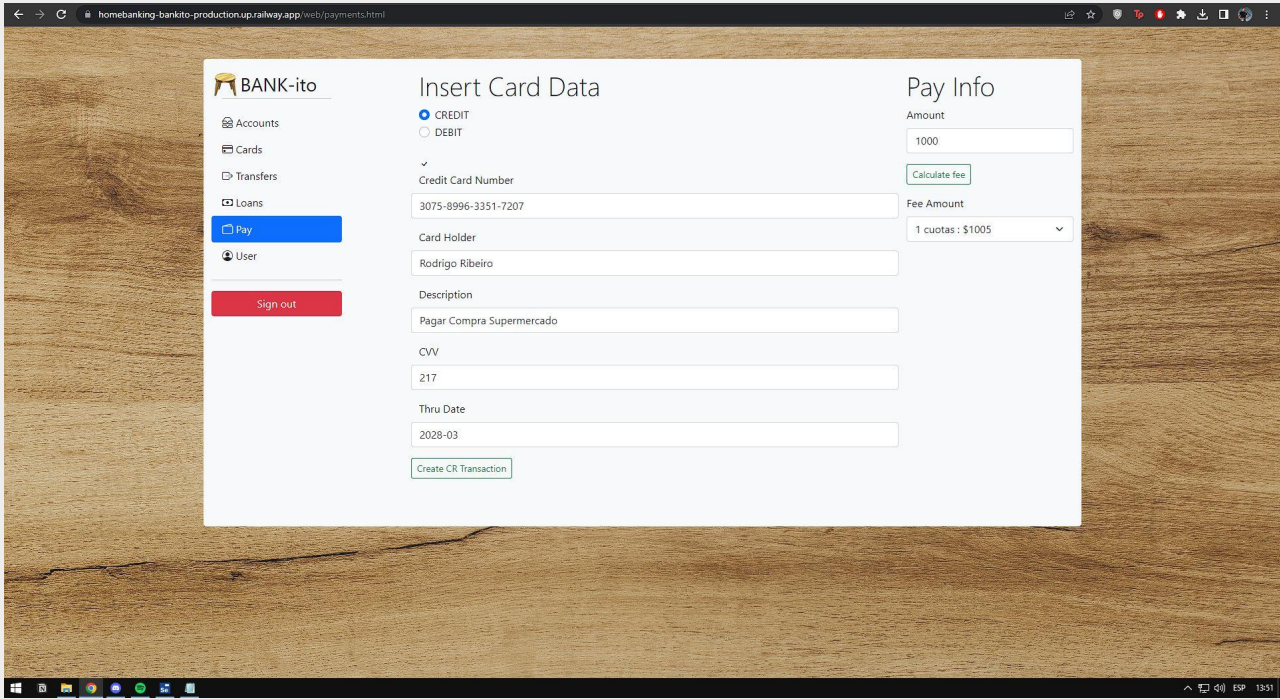 homebanking-bankito-production.up.railway.app/web/payments.html
BANK-ito
Accounts
Cards
Transfers
Loans
Pay
User
Sign out
Insert Card Data
CREDIT
DEBIT
Credit Card Number
3075-8996-3351-7207
Card Holder
Rodrigo Ribeiro
Description
Pagar Compra Supermercado
CVV
217
Thru Date
2028-03
Create CR Transaction
Pay Info
Amount
1000
Calculate fee
Fee Amount
1 cuotas : $1005
Tp
Se
ESP 13:51